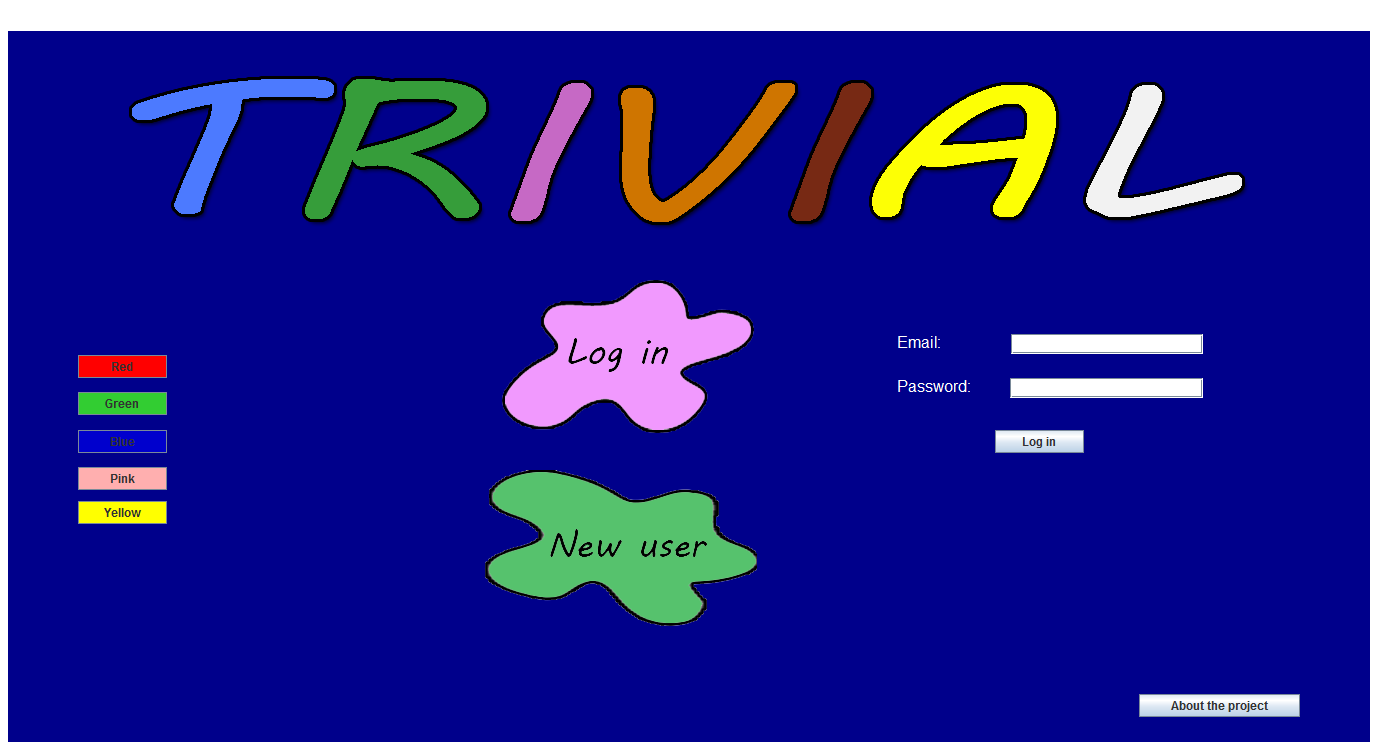 TRIVIAL
Red
Green
Blue
Pink
Yellow
Log in
New user
Email:
Password:
Log in
About the project